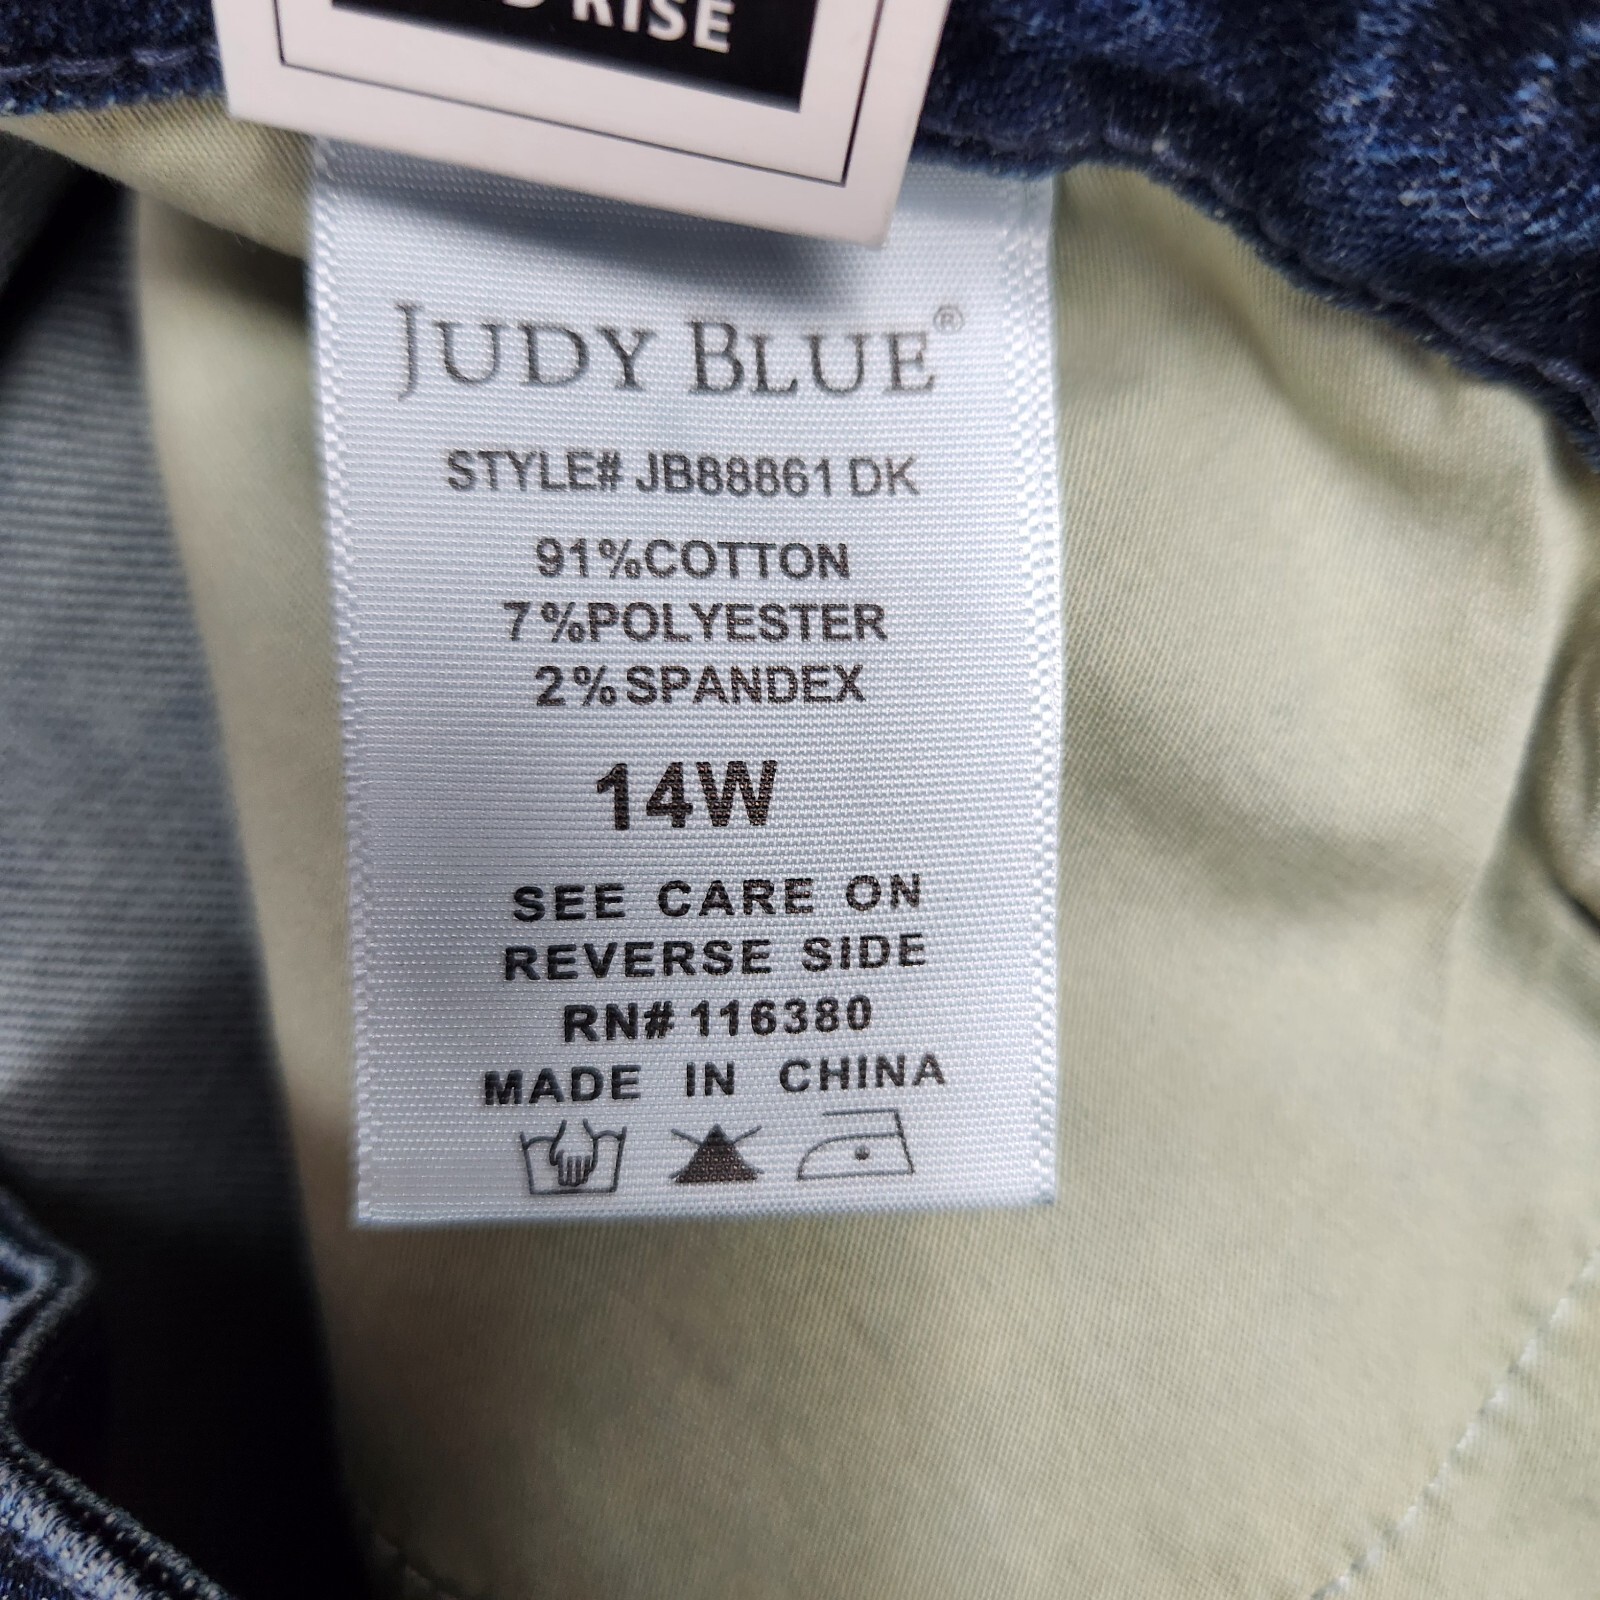 RISE
JUDY BLUE®
STYLE# JB88861 DK
91%COTTON
7%POLYESTER
2%SPANDEX
14W
SEE CARE ON
REVERSE SIDE
RN# 116380
MADE IN CHINA